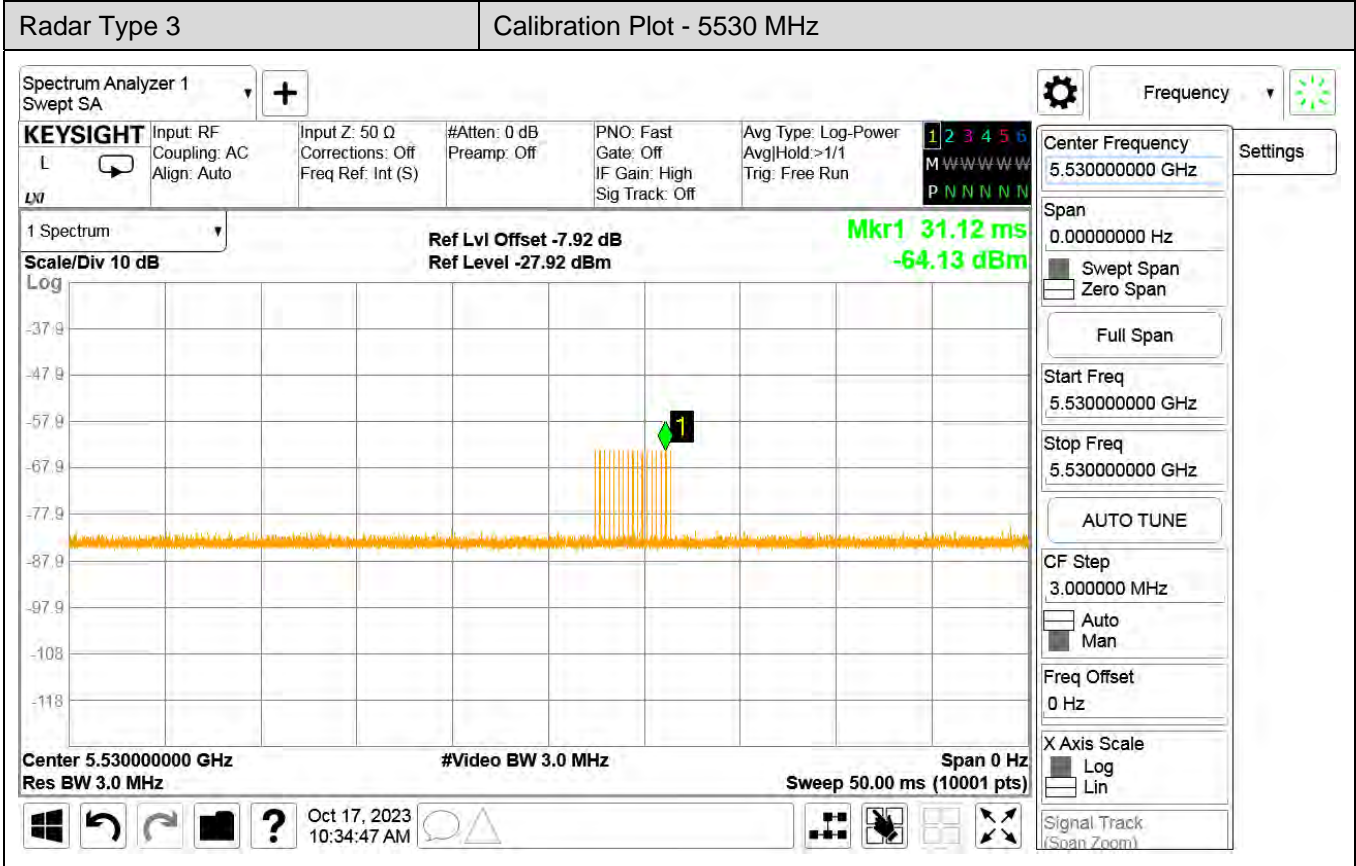 Radar Type 3
Calibration Plot - 5530 MHz
Spectrum Analyzer 1
Swept SA
Frequency
KEYSIGHT
L
LXI
Input: RF
Coupling: AC
Align: Auto
Input Z: 50 Ω
Corrections: Off
Freq Ref: Int (S)
#Atten: 0 dB
Preamp: Off
PNO: Fast
Gate: Off
IF Gain: High
Sig Track: Off
Avg Type: Log-Power
Avg|Hold:>1/1
Trig: Free Run
1 2 3 4 5 6
M W W W W W W
P N N N N N N
Center Frequency
5.530000000 GHz
Settings
1 Spectrum
Scale/Div 10 dB
Ref Lvl Offset -7.92 dB
Ref Level -27.92 dBm
Mkr1 31.12 ms
-64.13 dBm
Log
-37.9
-47.9
-57.9
-67.9
-77.9
-87.9
-97.9
-108
-118
1
Center 5.530000000 GHz
Res BW 3.0 MHz
#Video BW 3.0 MHz
Span 0 Hz
Sweep 50.00 ms (10001 pts)
Span
0.00000000 Hz
Swept Span
Zero Span
Full Span
Start Freq
5.530000000 GHz
Stop Freq
5.530000000 GHz
AUTO TUNE
CF Step
3.000000 MHz
Auto
Man
Freq Offset
0 Hz
X Axis Scale
Log
Lin
Signal Track
(Span Zoom)
?
Oct 17, 2023
10:34:47 AM